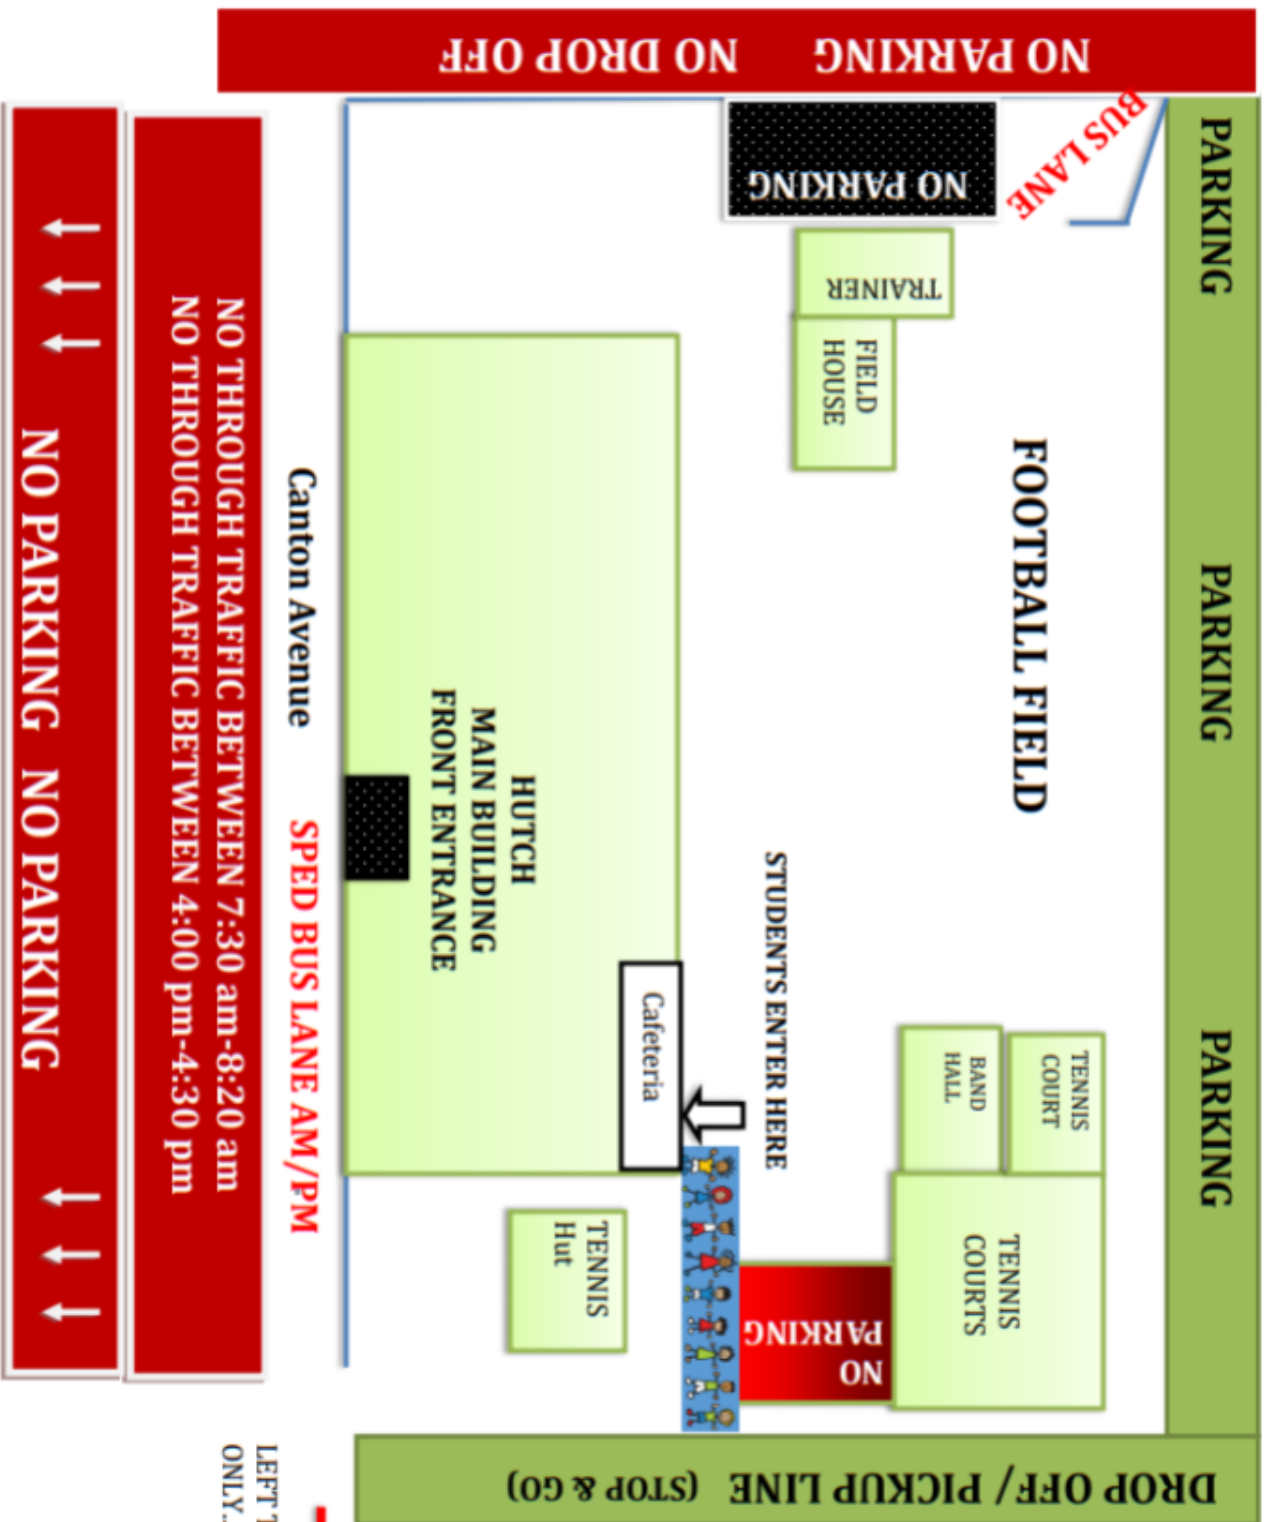 NO PARKING NO DROP OFF
PARKING PARKING PARKING
BUS LANE
NO PARKING
TRAINER
FIELD
HOUSE
FOOTBALL FIELD
TENNIS
COURT
BAND
HALL
TENNIS
COURTS
STUDENTS ENTER HERE
NO
PARKING
Cafeteria
TENNIS
Hut
HUTCH
MAIN BUILDING
FRONT ENTRANCE
Canton Avenue SPED BUS LANE AM/PM
NO THROUGH TRAFFIC BETWEEN 7:30 am-8:20 am
NO THROUGH TRAFFIC BETWEEN 4:00 pm-4:30 pm
NO PARKING NO PARKING
DROP OFF/ PICKUP LINE (STOP & GO)
LEFT
ONLY.